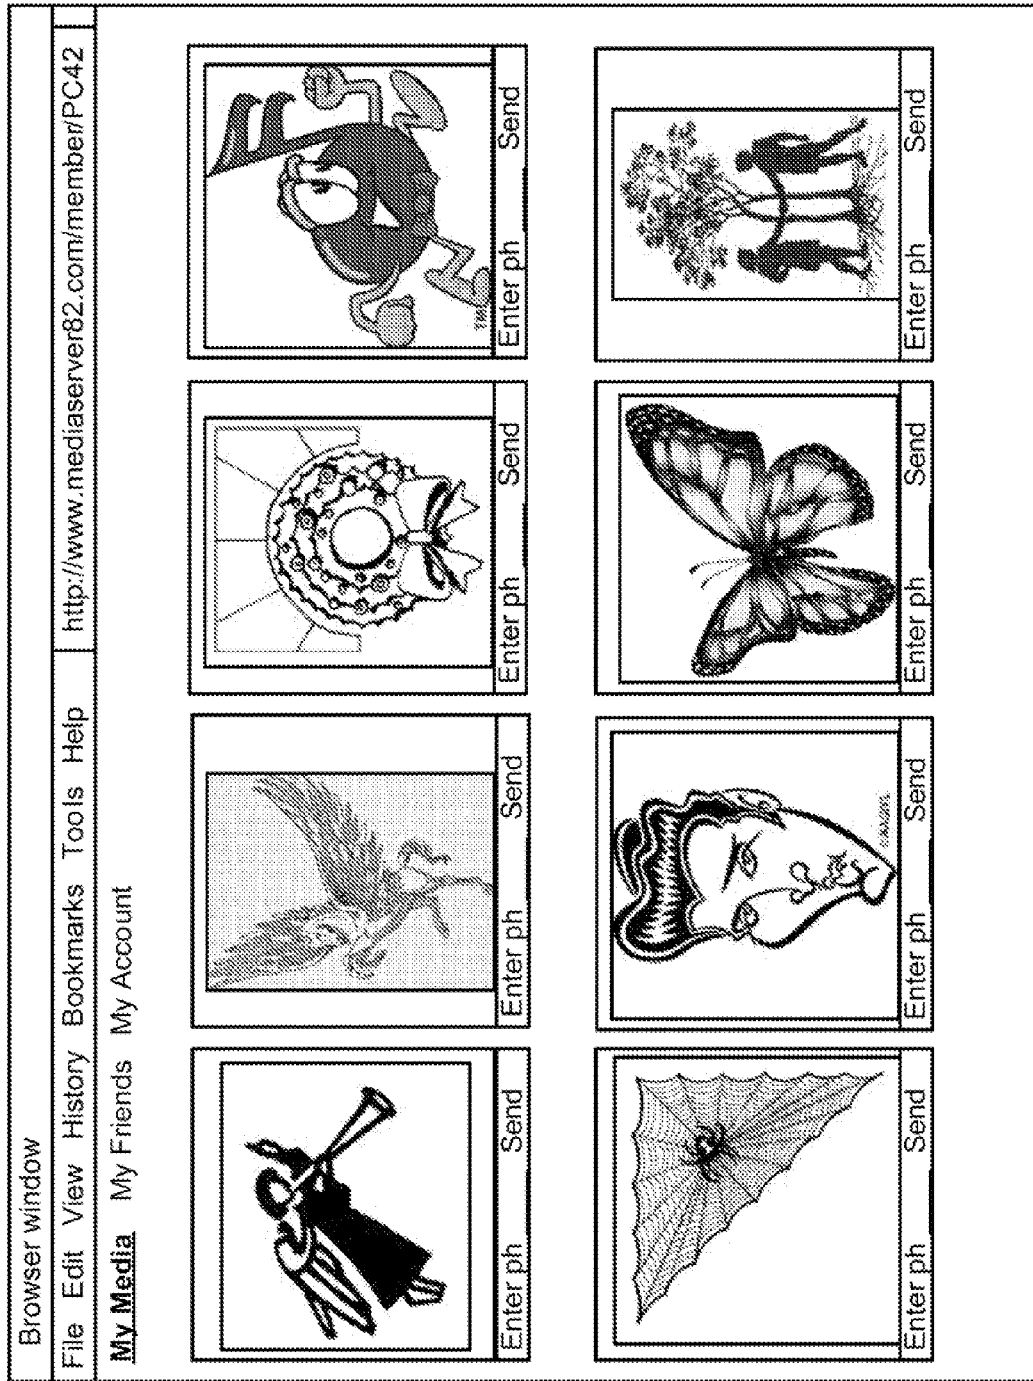 Browser window
File Edit View History Bookmarks Tools Help http://www.mediaserver82.com/member/PC42
My Media My Friends My Account
TM
Enter ph Send Enter ph Send Enter ph Send Enter ph Send
Enter ph Send Enter ph Send Enter ph Send Enter ph Send